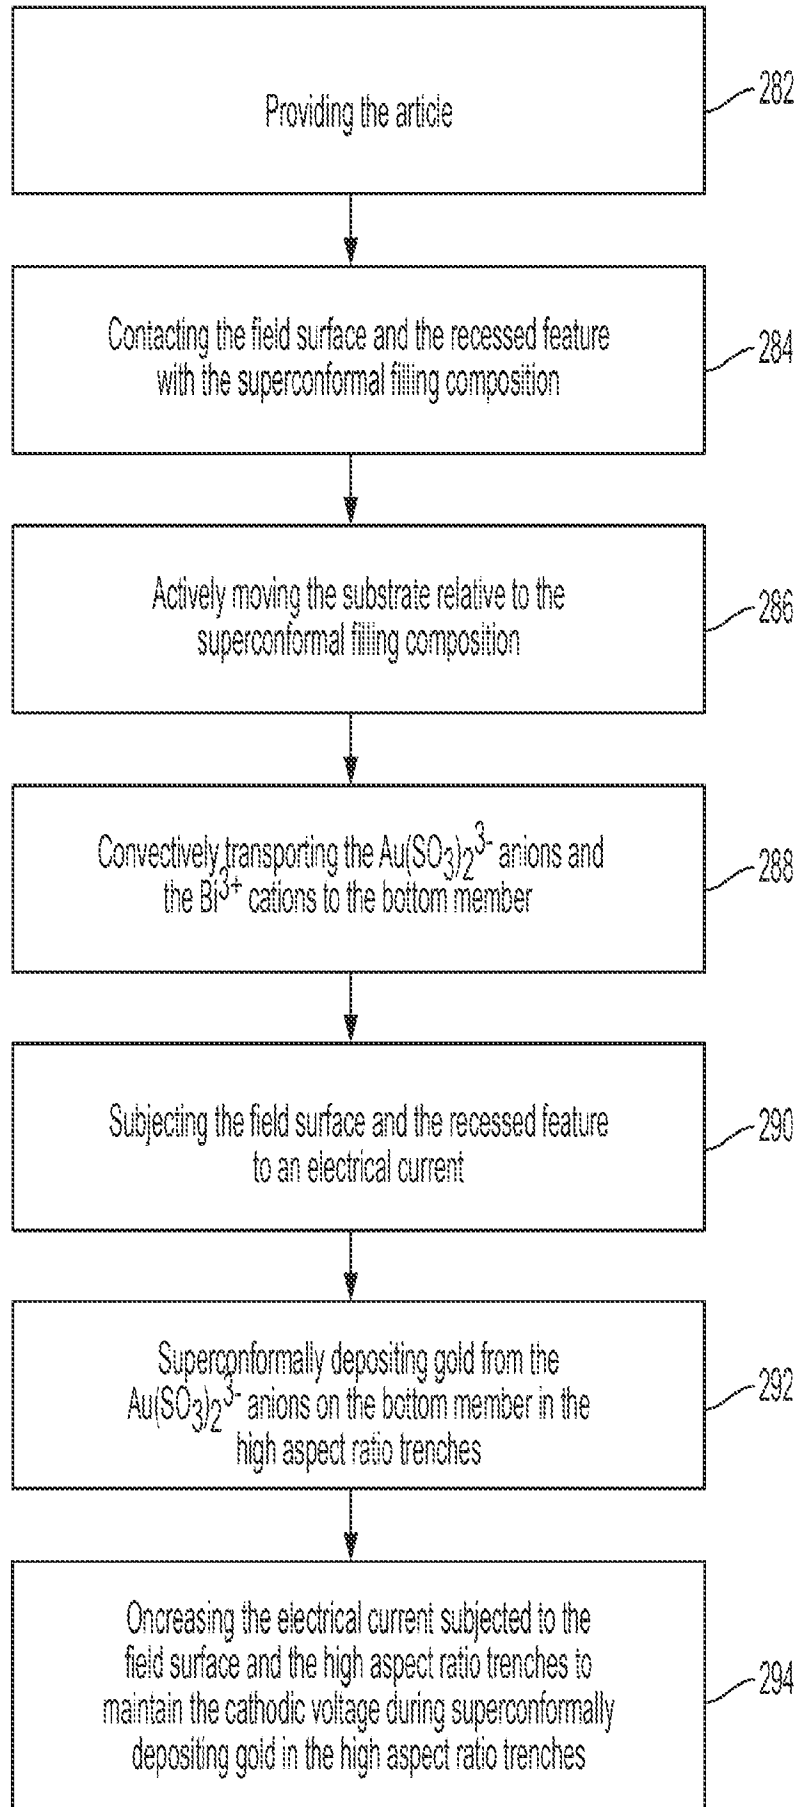 Providing the article
282
Contacting the field surface and the recessed feature
with the superconformal filling composition
284
Actively moving the substrate relative to the
superconformal filling composition
286
Convectively transporting the Au(SO3)2^3- anions and
the Bi^3+ cations to the bottom member
288
Subjecting the field surface and the recessed feature
to an electrical current
290
Superconformally depositing gold from the
Au(SO3)2^3- anions on the bottom member in the
high aspect ratio trenches
292
Oncreasing the electrical current subjected to the
field surface and the high aspect ratio trenches to
maintain the cathodic voltage during superconformally
depositing gold in the high aspect ratio trenches
294